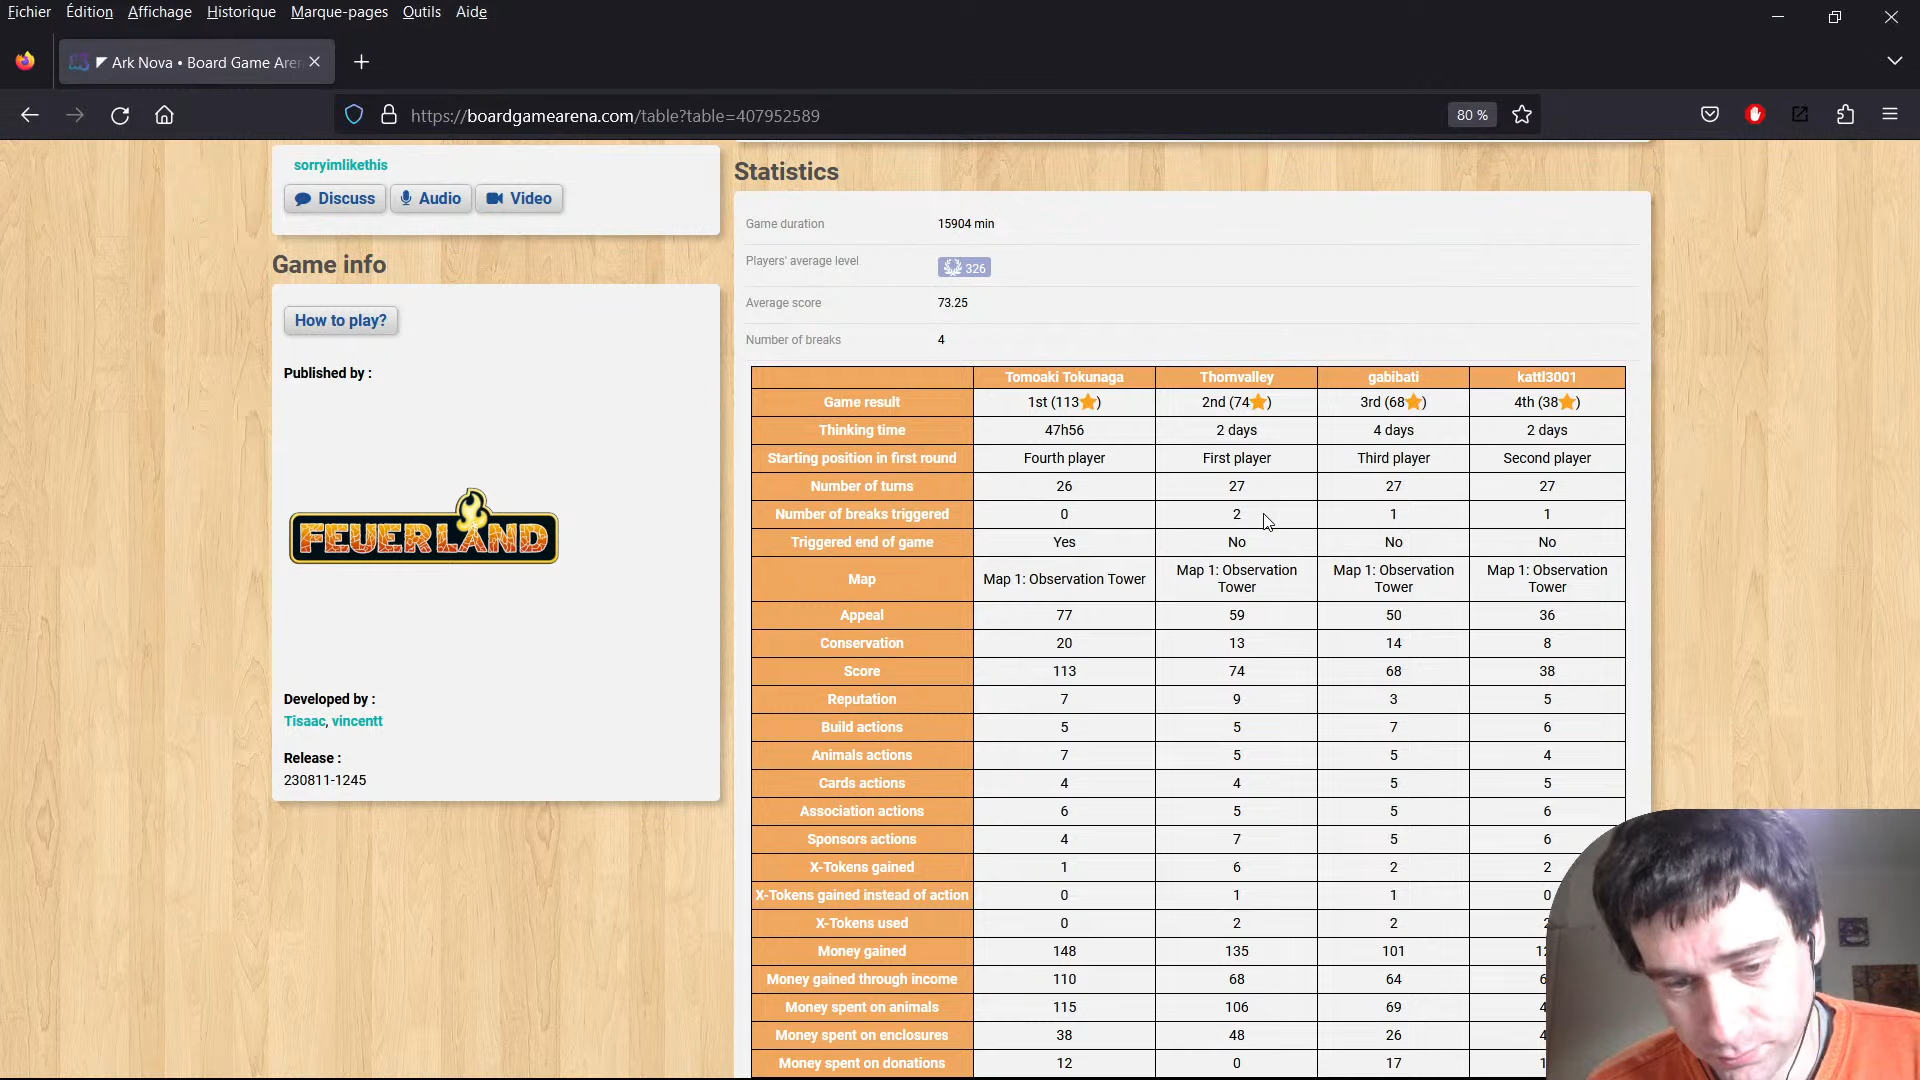 Fichier Édition Affichage Historique Marque-pages Outils Aide
Ark Nova • Board Game Aren
https://boardgamearena.com/table?table=407952589
80 %
sorryimlikethis
Discuss Audio Video
Game info
How to play?
Published by :
FEUERLAND
Developed by :
Tisaac, vincentt
Release :
230811-1245
Statistics
Game duration 15904 min
Players' average level 326
Average score 73.25
Number of breaks 4
Tomoaki Tokunaga Thornvalley gabibati kattl3001
Game result 1st (113 ) 2nd (74 ) 3rd (68 ) 4th (38 )
Thinking time 47h56 2 days 4 days 2 days
Starting position in first round Fourth player First player Third player Second player
Number of turns 26 27 27 27
Number of breaks triggered 0 2 1 1
Triggered end of game Yes No No No
Map Map 1: Observation Tower Map 1: Observation Tower Map 1: Observation Tower Map 1: Observation Tower
Appeal 77 59 50 36
Conservation 20 13 14 8
Score 113 74 68 38
Reputation 7 9 3 5
Build actions 5 5 7 6
Animals actions 7 5 5 4
Cards actions 4 4 5 5
Association actions 6 5 5 6
Sponsors actions 4 7 5 6
X-Tokens gained 1 6 2 2
X-Tokens gained instead of action 0 1 1 0
X-Tokens used 0 2 2
Money gained 148 135 101
Money gained through income 110 68 64
Money spent on animals 115 106 69
Money spent on enclosures 38 48 26
Money spent on donations 12 0 17